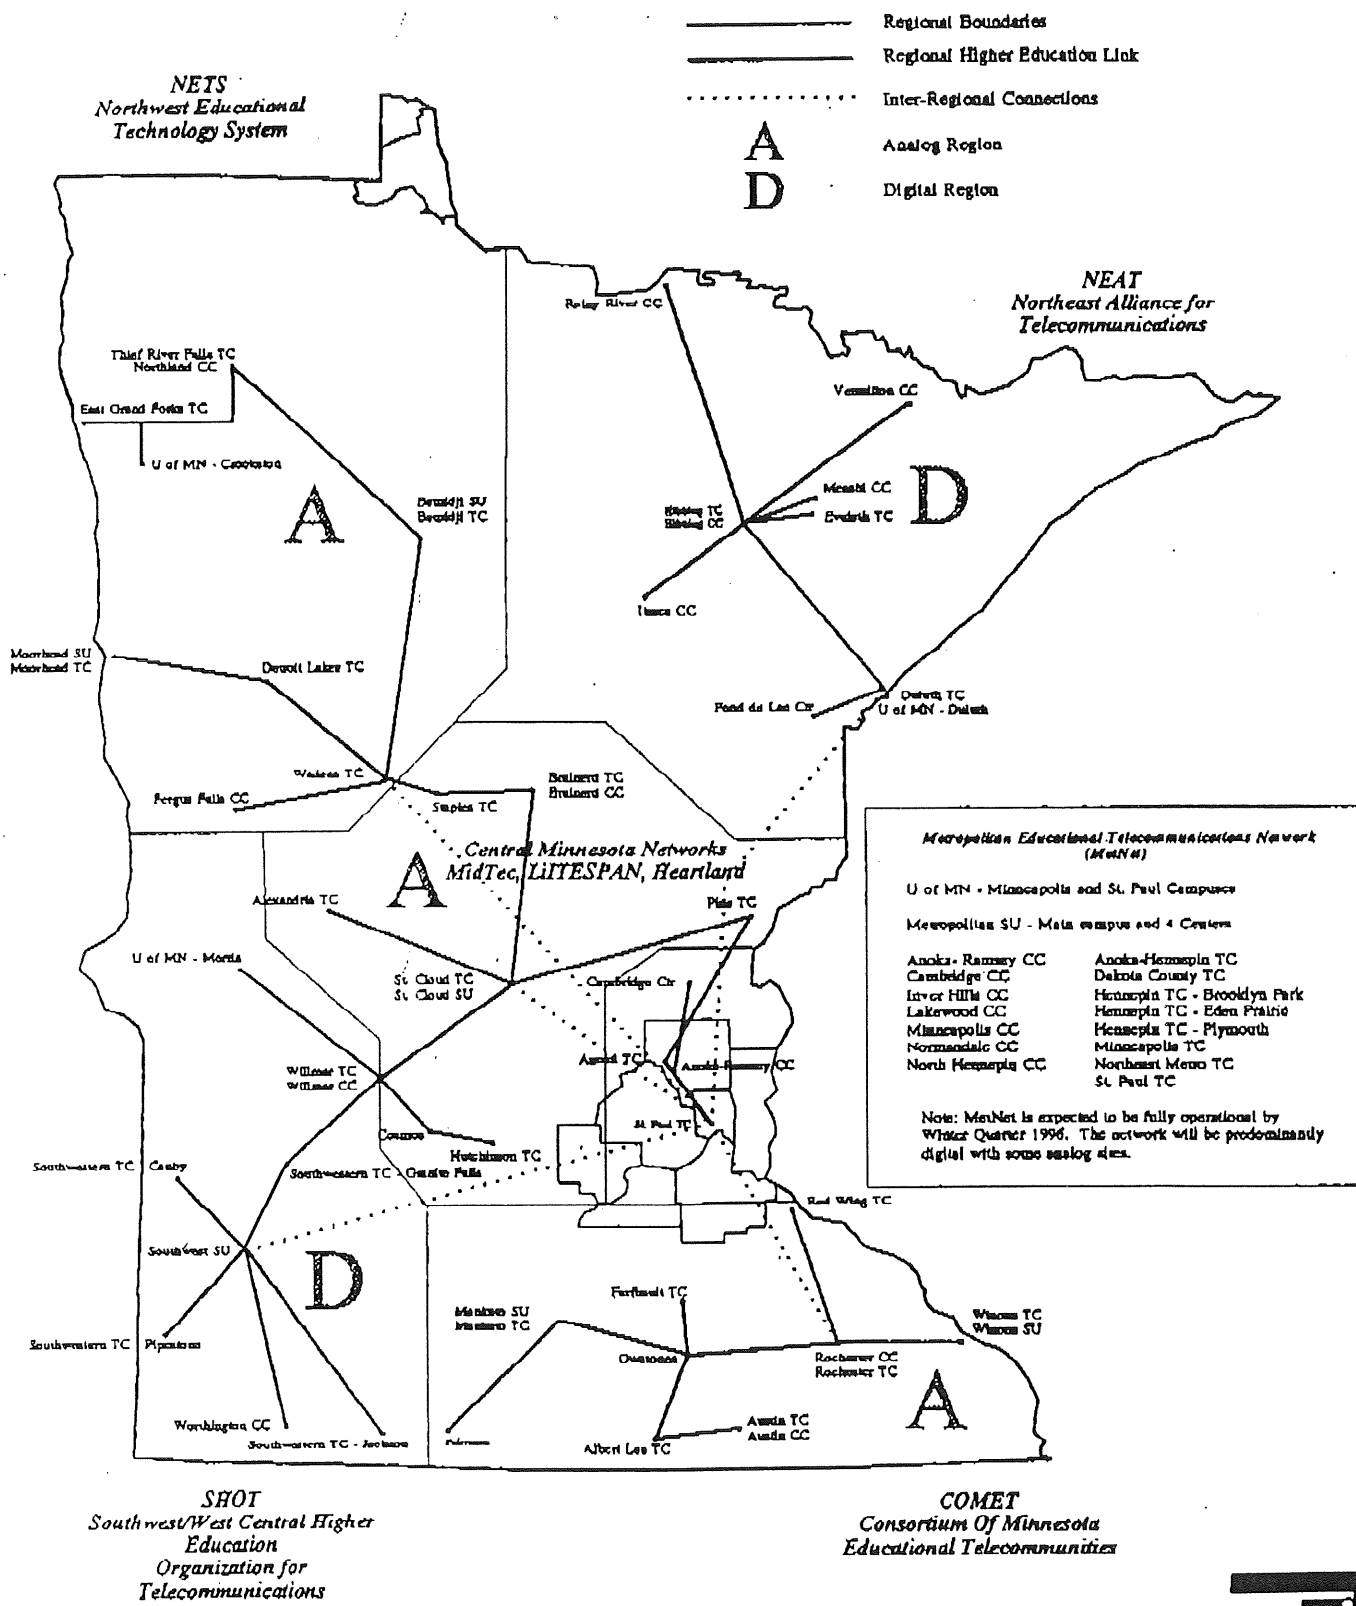 Regional Boundaries
Regional Higher Education Link
Inter-Regional Connections
A
Analog Region
D
Digital Region
NETS
Northwest Educational
Technology System
NEAT
Northeast Alliance for
Telecommunications
Rainy River CC
Thief River Falls TC
Northland CC
East Grand Forks TC
U of MN - Crookston
A
Bemidji SU
Bemidji TC
Vermilion CC
Mesabi CC
Eveleth TC
D
Hibbing TC
Hibbing CC
Itasca CC
Moorhead SU
Moorhead TC
Detroit Lakes TC
Fond du Lac Ctr
Duluth TC
U of MN - Duluth
Wadena TC
Fergus Falls CC
Staples TC
Brainerd TC
Brainerd CC
Central Minnesota Networks
MidTec, LiITESPAN, Heartland
A
Alexandria TC
Pine TC
U of MN - Morris
St. Cloud TC
St. Cloud SU
Cambridge Ctr
Anoka TC
Anoka-Ramsey CC
Willmar TC
Willmar CC
St. Paul TC
Cosmos
Hutchinson TC
Southwestern TC - Granite Falls
Southwestern TC Canby
Red Wing TC
Southwest SU
D
Faribault TC
Mankato SU
Mankato TC
Winona TC
Winona SU
Southwestern TC Pipestone
Owatonna
Rochester CC
Rochester TC
A
Worthington CC
Southwestern TC - Jackson
Albert Lea TC
Austin TC
Austin CC
Metropolitan Educational Telecommunications Network
(MetNet)
U of MN - Minneapolis and St. Paul Campuses
Metropolitan SU - Main campus and 4 Centers
Anoka-Ramsey CC Anoka-Hennepin TC
Cambridge CC Dakota County TC
Inver Hills CC Hennepin TC - Brooklyn Park
Lakewood CC Hennepin TC - Eden Prairie
Minneapolis CC Hennepin TC - Plymouth
Normandale CC Minneapolis TC
North Hennepin CC Northeast Metro TC
St. Paul TC
Note: MetNet is expected to be fully operational by
Winter Quarter 1996. The network will be predominantly
digital with some analog sites.
SHOT
Southwest/West Central Higher
Education
Organization for
Telecommunications
COMET
Consortium Of Minnesota
Educational Telecommunities